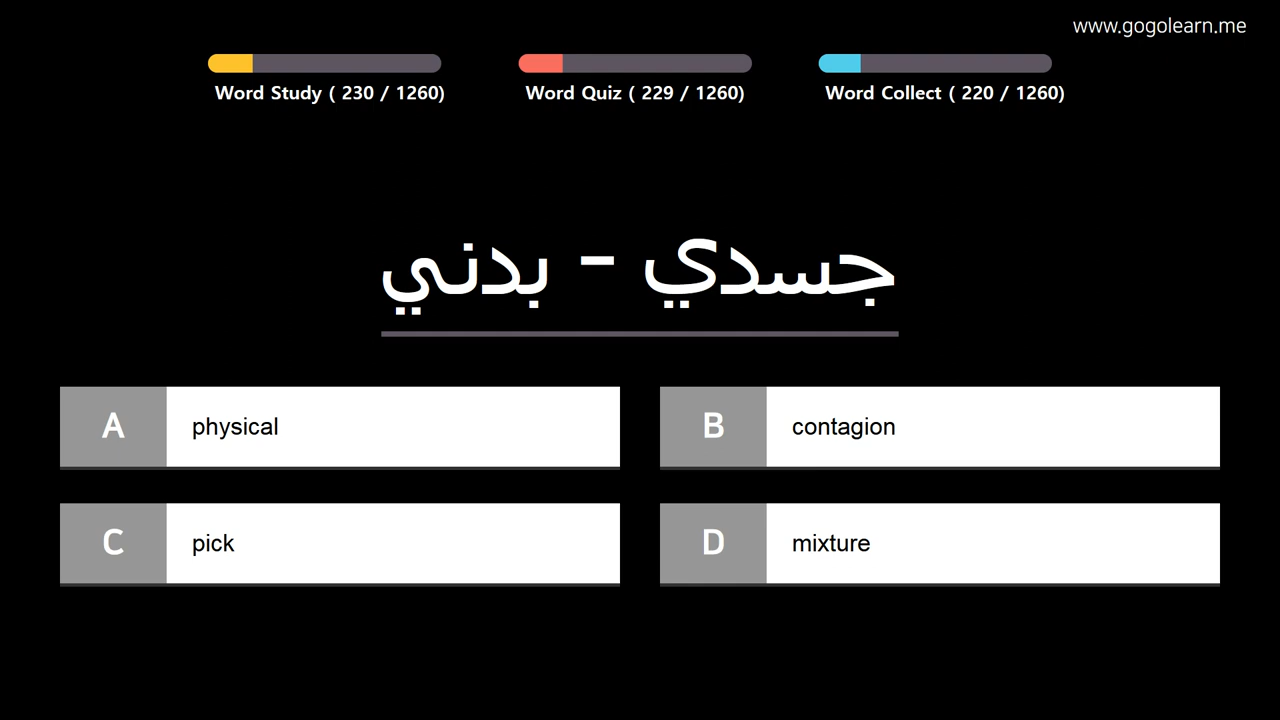 www.gogolearn.me
Word Study ( 230 / 1260)
Word Quiz ( 229 / 1260)
Word Collect ( 220 / 1260)
جسدي - بدني
A physical
B contagion
C pick
D mixture